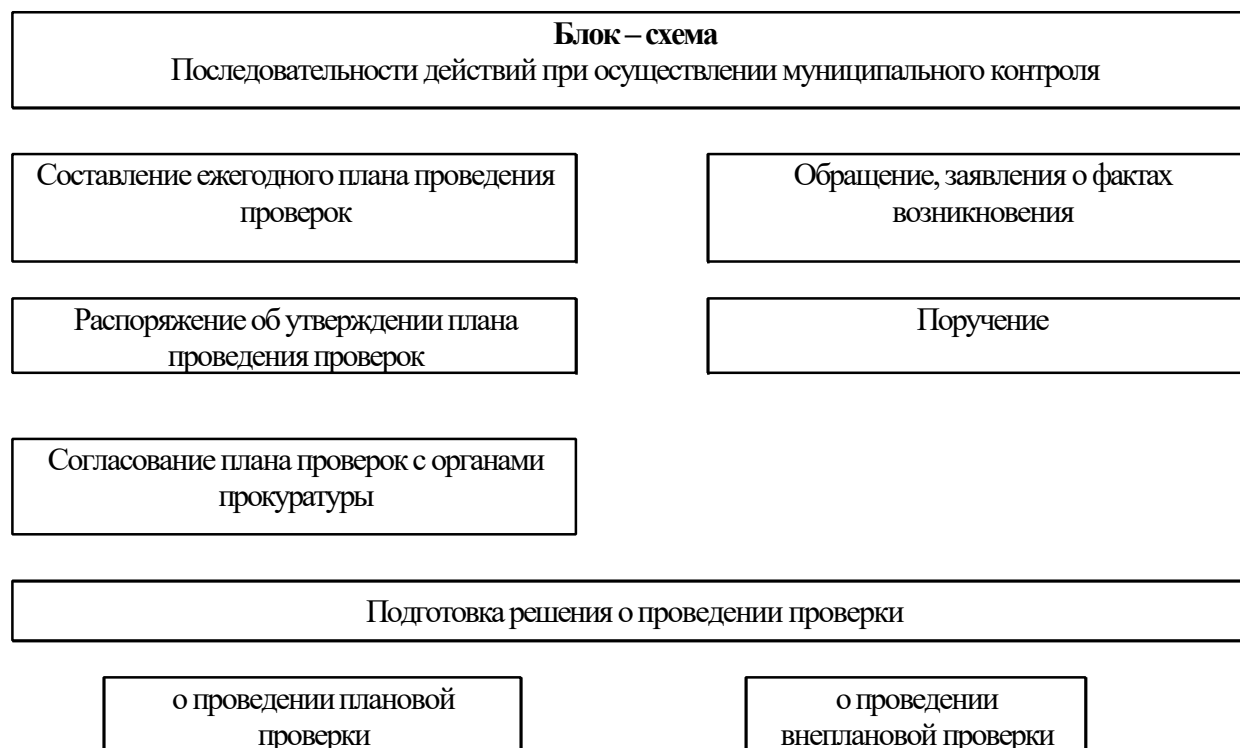 Блок – схема
Последовательности действий при осуществлении муниципального контроля
Составление ежегодного плана проведения
проверок
Обращение, заявления о фактах
возникновения
Распоряжение об утверждении плана
проведения проверок
Поручение
Согласование плана проверок с органами
прокуратуры
Подготовка решения о проведении проверки
о проведении плановой
проверки
о проведении
внеплановой проверки